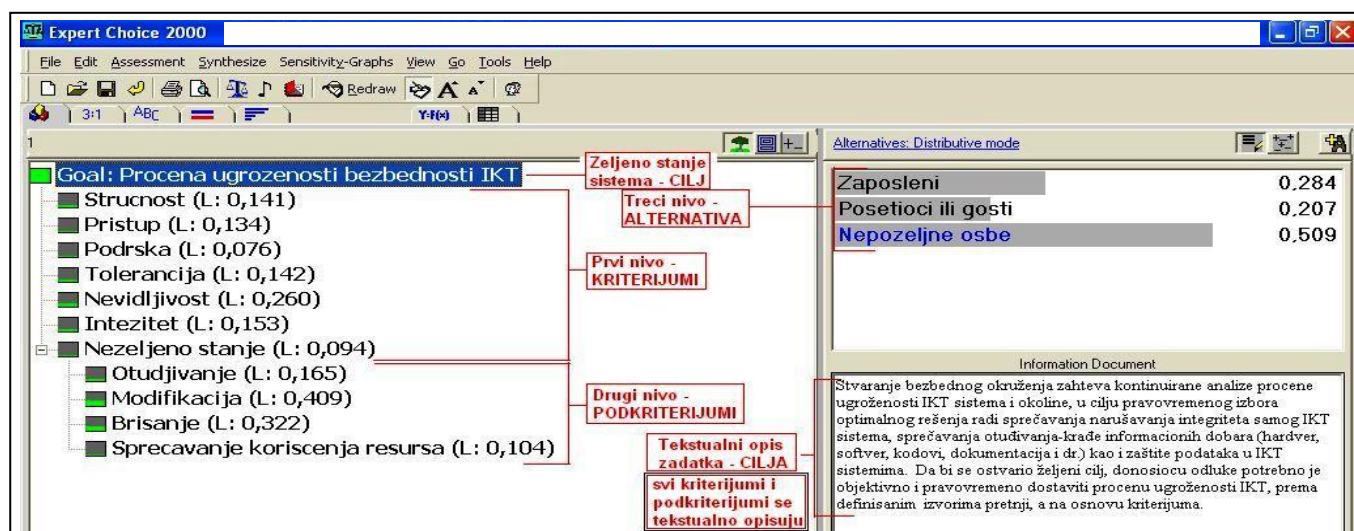 Expert Choice 2000
File Edit Assessment Synthesize Sensitivity-Graphs View Go Tools Help
Redraw A A
3:1 ABC Y=F(x)
1
Goal: Procena ugrozenosti bezbednosti IKT
Strucnost (L: 0,141)
Pristup (L: 0,134)
Podrska (L: 0,076)
Tolerancija (L: 0,142)
Nevidljivost (L: 0,260)
Intezitet (L: 0,153)
Nezeljeno stanje (L: 0,094)
Otudjivanje (L: 0,165)
Modifikacija (L: 0,409)
Brisanje (L: 0,322)
Sprecavanje koriscenja resursa (L: 0,104)
Zeljeno stanje
sistema - CILJ
Treci nivo -
ALTERNATIVA
Prvi nivo -
KRITERIJUMI
Drugi nivo -
PODKRITERIJUMI
Tekstualni opis
zadatka - CILJA
svi kriterijumi i
podkriterijumi se
tekstualno opisuju
Alternatives: Distributive mode
Zaposleni 0,284
Posetioci ili gosti 0,207
Nepozeljne osbe 0,509
Information Document
Stvaranje bezbednog okruženja zahteva kontinuirane analize procene
ugroženosti IKT sistema i okoline, u cilju pravovremenog izbora
optimalnog rešenja radi sprečavanja narušavanja integriteta samog IKT
sistema, sprečavanja otuđivanja-krađe informacionih dobara (hardver,
softver, kodovi, dokumentacija i dr.) kao i zaštite podataka u IKT
sistemima. Da bi se ostvario željeni cilj, donosiocu odluke potrebno je
objektivno i pravovremeno dostaviti procenu ugroženosti IKT, prema
definisanim izvorima pretnji, a na osnovu kriterijuma.